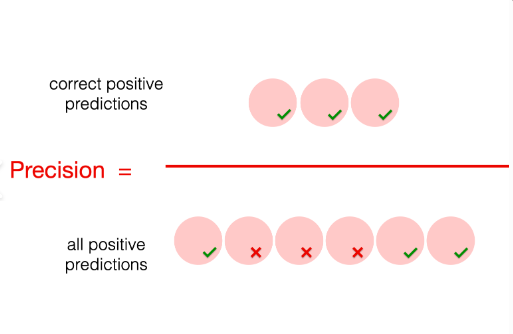 correct positive
predictions
Precision =
all positive
predictions